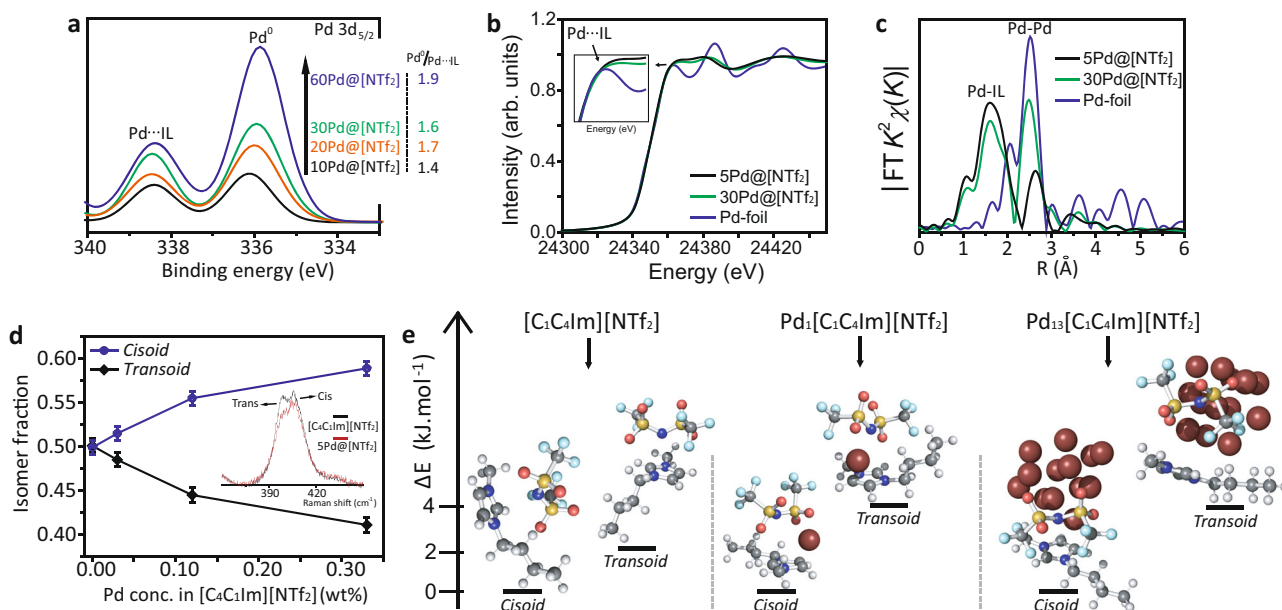 a
Pd 3d5/2
Pd⁰
Pd⁰/Pd···IL
60Pd@[NTf₂] 1.9
Pd···IL
30Pd@[NTf₂] 1.6
20Pd@[NTf₂] 1.7
10Pd@[NTf₂] 1.4
340 338 336 334
Binding energy (eV)
b
Intensity (arb. units)
1.2
0.8
0.4
0.0
Pd···IL
Energy (eV)
5Pd@[NTf₂]
30Pd@[NTf₂]
Pd-foil
24300 24340 24380 24420
Energy (eV)
c
|FT K²χ(K)|
Pd-Pd
5Pd@[NTf₂]
30Pd@[NTf₂]
Pd-foil
Pd-IL
0 1 2 3 4 5 6
R (Å)
d
Isomer fraction
0.60
0.55
0.50
0.45
0.40
Cisoid
Transoid
Trans
Cis
[C₄C₁Im][NTf₂]
5Pd@[NTf₂]
390 420
Raman shift (cm⁻¹)
0.00 0.10 0.20 0.30
Pd conc. in [C₄C₁Im][NTf₂] (wt%)
e
ΔE (kJ.mol⁻¹)
4
2
0
[C₁C₄Im][NTf₂]
Pd₁[C₁C₄Im][NTf₂]
Pd₁₃[C₁C₄Im][NTf₂]
Transoid
Transoid
Transoid
Cisoid
Cisoid
Cisoid